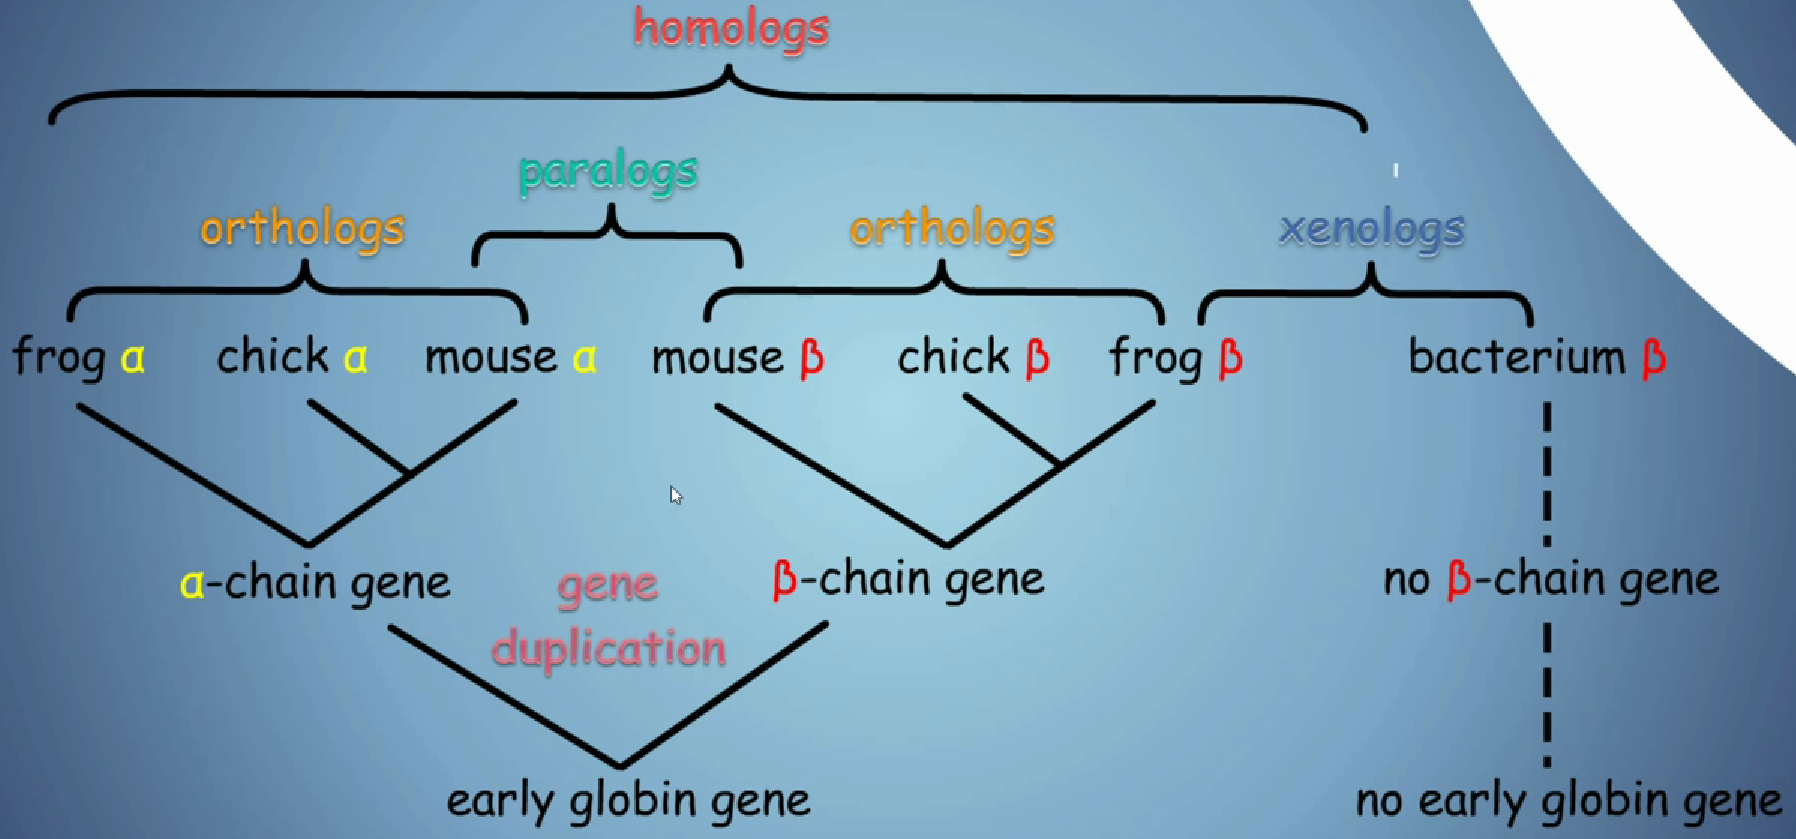 homologs
paralogs
orthologs orthologs xenologs
frog α chick α mouse α mouse β chick β frog β bacterium β
α-chain gene gene duplication β-chain gene no β-chain gene
early globin gene no early globin gene